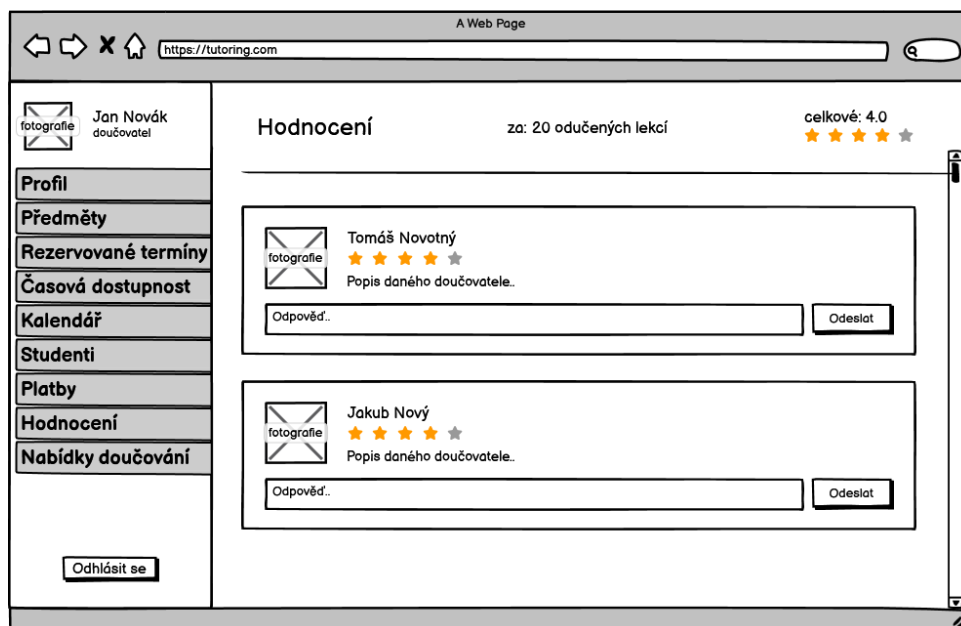 A Web Page
https://tutoring.com
fotografie
Jan Novák
doučovatel
Profil
Předměty
Rezervované termíny
Časová dostupnost
Kalendář
Studenti
Platby
Hodnocení
Nabídky doučování
Odhlásit se
Hodnocení
za: 20 odučených lekcí
celkové: 4.0
fotografie
Tomáš Novotný
Popis daného doučovatele..
Odpověď..
Odeslat
fotografie
Jakub Nový
Popis daného doučovatele..
Odpověď..
Odeslat